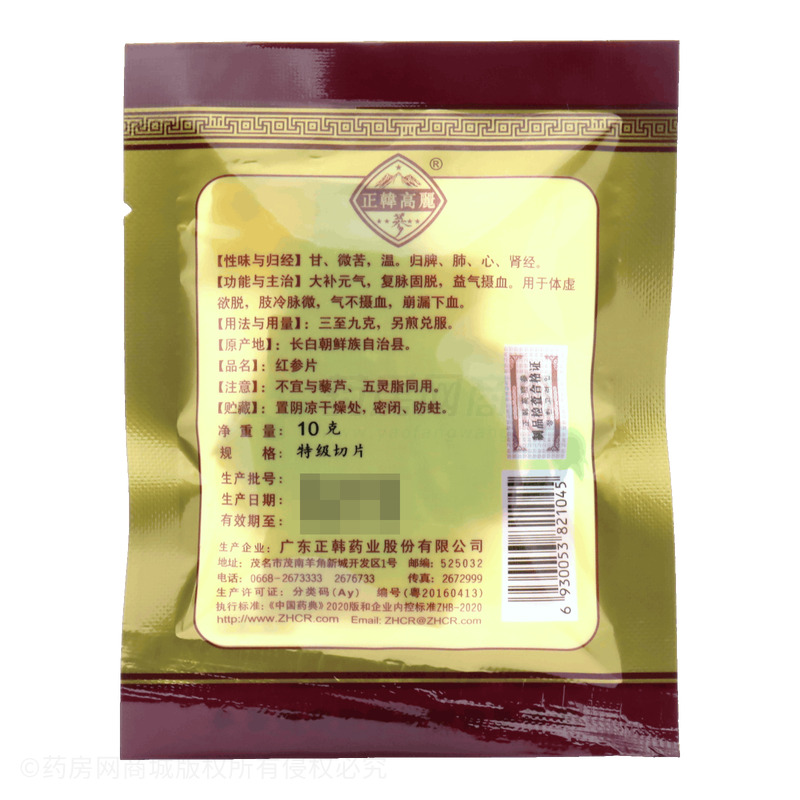 ®
正韓高麗
参
【性味与归经】甘、微苦，温。归脾、肺、心、肾经。
【功能与主治】大补元气，复脉固脱，益气摄血。用于体虚
欲脱，肢冷脉微，气不摄血，崩漏下血。
【用法与用量】：三至九克，另煎兑服。
【原产地】：长白朝鲜族自治县。
【品名】：红参片
【注意】：不宜与藜芦、五灵脂同用。
【贮藏】：置阴凉干燥处，密闭、防蛀。
净重量：10克
规格：特级切片
生产批号：
生产日期：
有效期至：
制品检查合格证
6 930053 821045
生产企业：广东正韩药业股份有限公司
地址：茂名市茂南羊角新城开发区1号 邮编：525032
电话：0668-2673333 2676733 传真：2672999
生产许可证：分类码(Ay) 编号(粤20160413)
执行标准：《中国药典》2020版和企业内控标准ZHB-2020
http://www.ZHCR.com Email: ZHCR@ZHCR.com
©药房网商城版权所有侵权必究